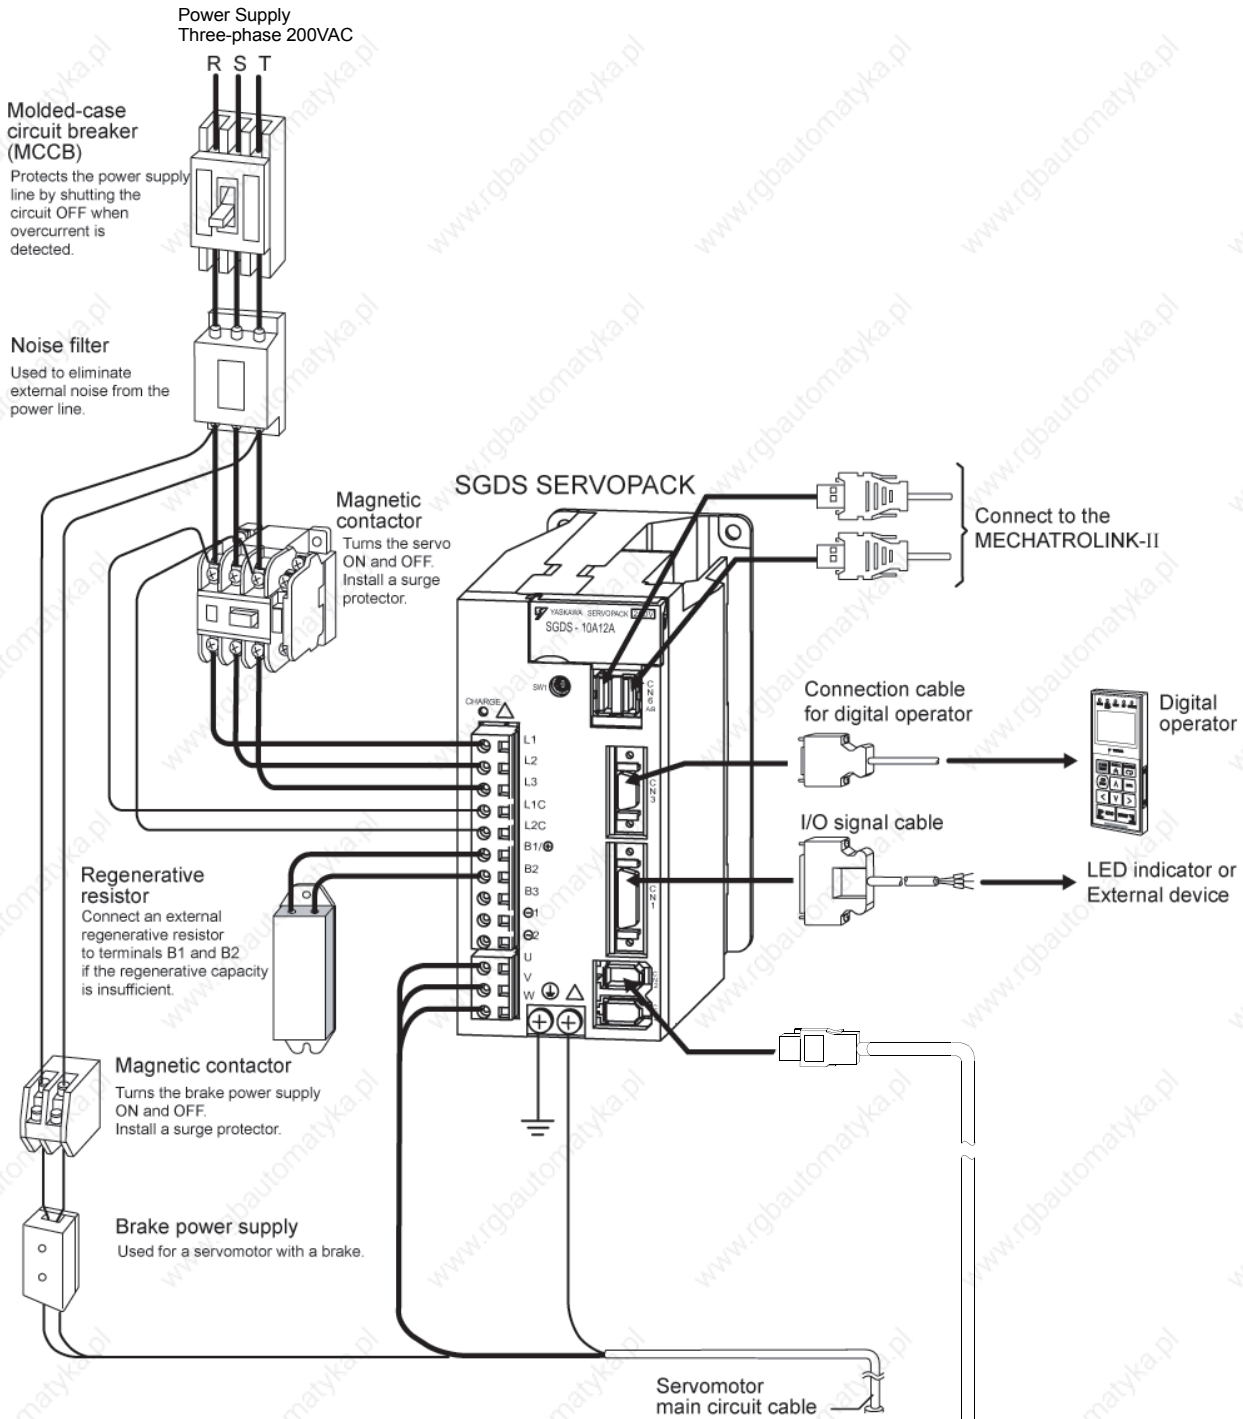 Power Supply
Three-phase 200VAC
R S T
Molded-case
circuit breaker
(MCCB)
Protects the power supply
line by shutting the
circuit OFF when
overcurrent is
detected.
Noise filter
Used to eliminate
external noise from the
power line.
Magnetic
contactor
Turns the servo
ON and OFF.
Install a surge
protector.
SGDS SERVOPACK
Connect to the
MECHATROLINK-II
YASKAWA SERVOPACK
SGDS - 10A12A
SW1
CN6
A/B
CHARGE
L1
L2
L3
L1C
L2C
B1/⊕
B2
B3
⊖1
⊖2
U
V
W
CN3
CN1
Connection cable
for digital operator
Digital
operator
I/O signal cable
LED indicator or
External device
Regenerative
resistor
Connect an external
regenerative resistor
to terminals B1 and B2
if the regenerative capacity
is insufficient.
Magnetic contactor
Turns the brake power supply
ON and OFF.
Install a surge protector.
Brake power supply
Used for a servomotor with a brake.
Servomotor
main circuit cable
www.rgbautomatyka.pl